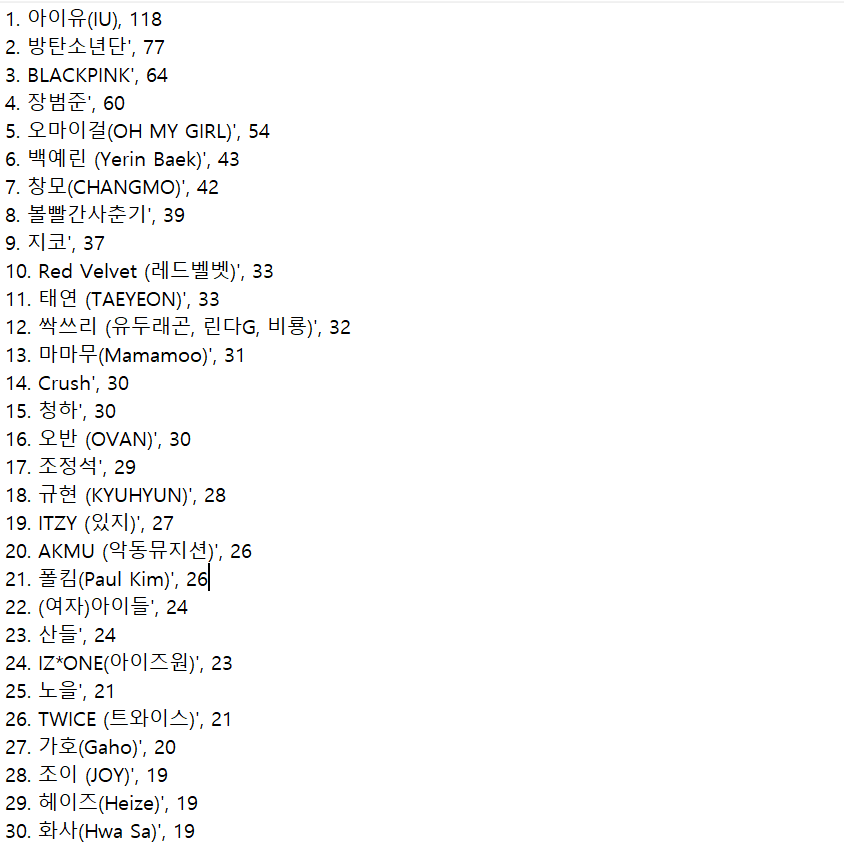 1. 아이유(IU), 118
2. 방탄소년단', 77
3. BLACKPINK', 64
4. 장범준', 60
5. 오마이걸(OH MY GIRL)', 54
6. 백예린 (Yerin Baek)', 43
7. 창모(CHANGMO)', 42
8. 볼빨간사춘기', 39
9. 지코', 37
10. Red Velvet (레드벨벳)', 33
11. 태연 (TAEYEON)', 33
12. 싹쓰리 (유두래곤, 린다G, 비룡)', 32
13. 마마무(Mamamoo)', 31
14. Crush', 30
15. 청하', 30
16. 오반 (OVAN)', 30
17. 조정석', 29
18. 규현 (KYUHYUN)', 28
19. ITZY (있지)', 27
20. AKMU (악동뮤지션)', 26
21. 폴킴(Paul Kim)', 26
22. (여자)아이들', 24
23. 산들', 24
24. IZ*ONE(아이즈원)', 23
25. 노을', 21
26. TWICE (트와이스)', 21
27. 가호(Gaho)', 20
28. 조이 (JOY)', 19
29. 헤이즈(Heize)', 19
30. 화사(Hwa Sa)', 19